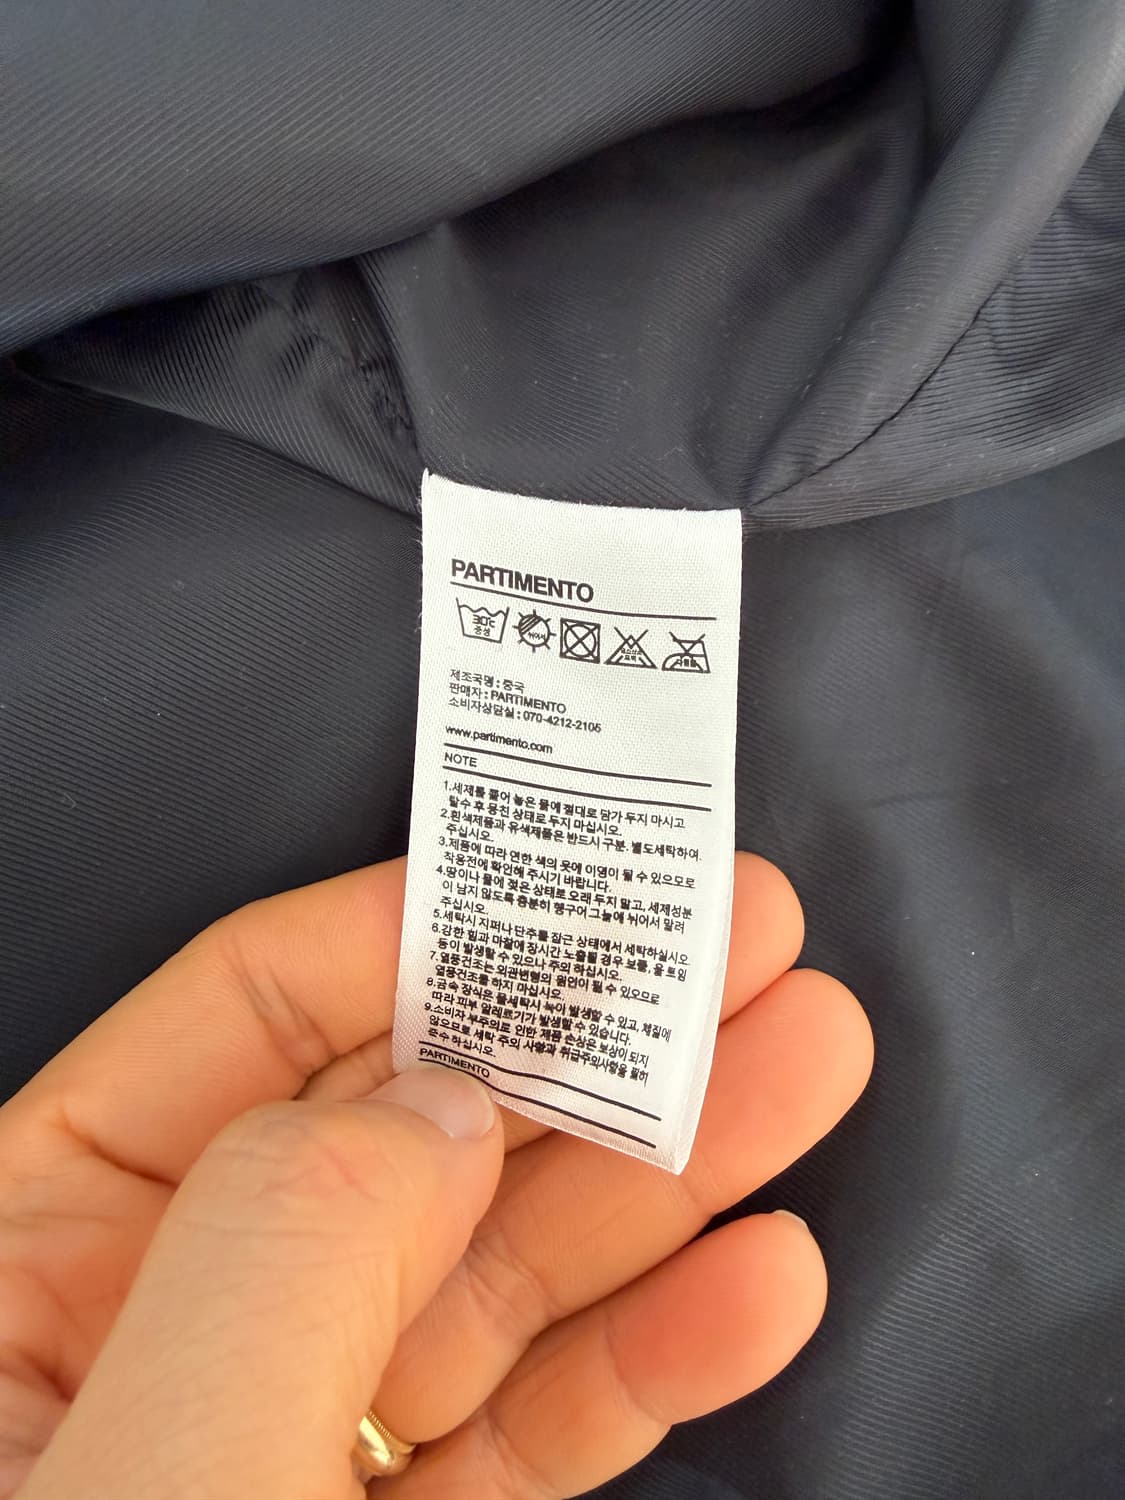 PARTIMENTO
30℃
중성
뉘어서
염소산소
표백
다림질
제조국명 : 중국
판매자 : PARTIMENTO
소비자상담실 : 070-4212-2105
www.partimento.com
NOTE
1.세제를 풀어 놓은 물에 절대로 담가 두지 마시고
탈수 후 뭉친 상태로 두지 마십시오.
2.흰색제품과 유색제품은 반드시 구분, 별도세탁하여.
주십시오.
3.제품에 따라 연한 색의 옷에 이염이 될 수 있으모로
착용전에 확인해 주시기 바랍니다.
4.땀이나 물에 젖은 상태로 오래 두지 말고, 세제성분
이 남지 않도록 충분히 헹구어 그늘에 뉘어서 말려
주십시오.
5.세탁시 지퍼나 단추를 잠근 상태에서 세탁하실시오.
6.강한 힘과 마찰에 장시간 노출될 경우 보풀, 올 트임
등이 발생할 수 있으나 주의 하십시오.
7.열풍건조는 외관변형의 원인이 될 수 있으므로
열풍건조를 하지 마십시오.
8.금속 장식은 물세탁시 녹이 발생할 수 있고, 체질에
따라 피부 알레르기가 발생할 수 있습니다.
9.소비자 부주의로 인한 제품 손상은 보상이 되지
않으므로 세탁 주의 사항과 취급주의사항을 필히
준수 하십시오.
PARTIMENTO